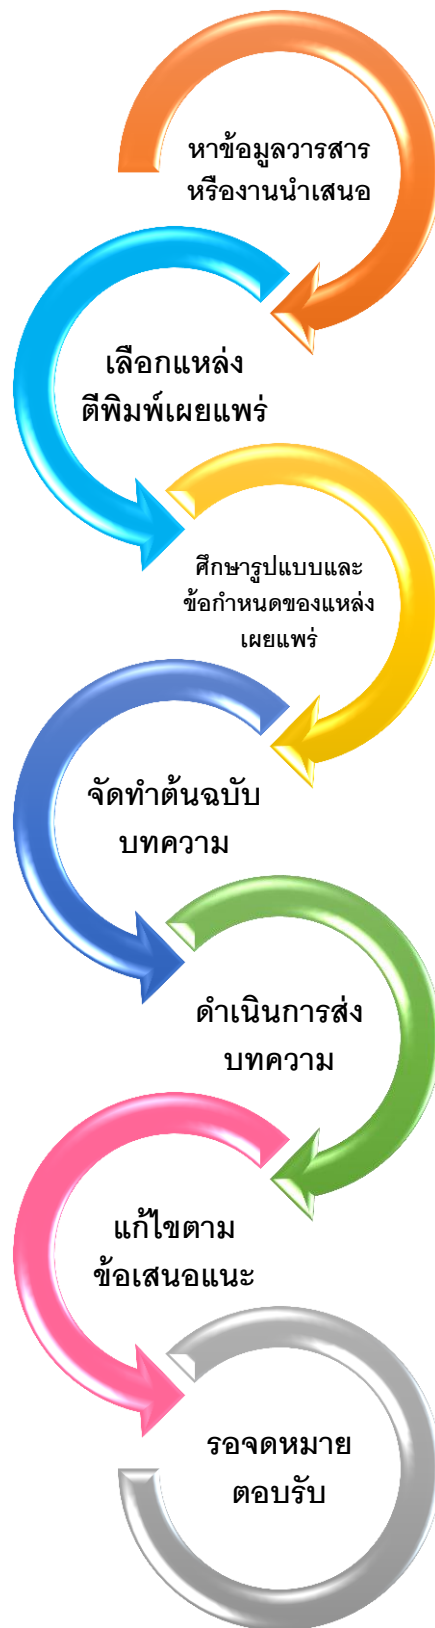 หาข้อมูลวารสาร
หรืองานนำเสนอ
เลือกแหล่ง
ตีพิมพ์เผยแพร่
ศึกษารูปแบบและ
ข้อกำหนดของแหล่ง
เผยแพร่
จัดทำต้นฉบับ
บทความ
ดำเนินการส่ง
บทความ
แก้ไขตาม
ข้อเสนอแนะ
รอจดหมาย
ตอบรับ